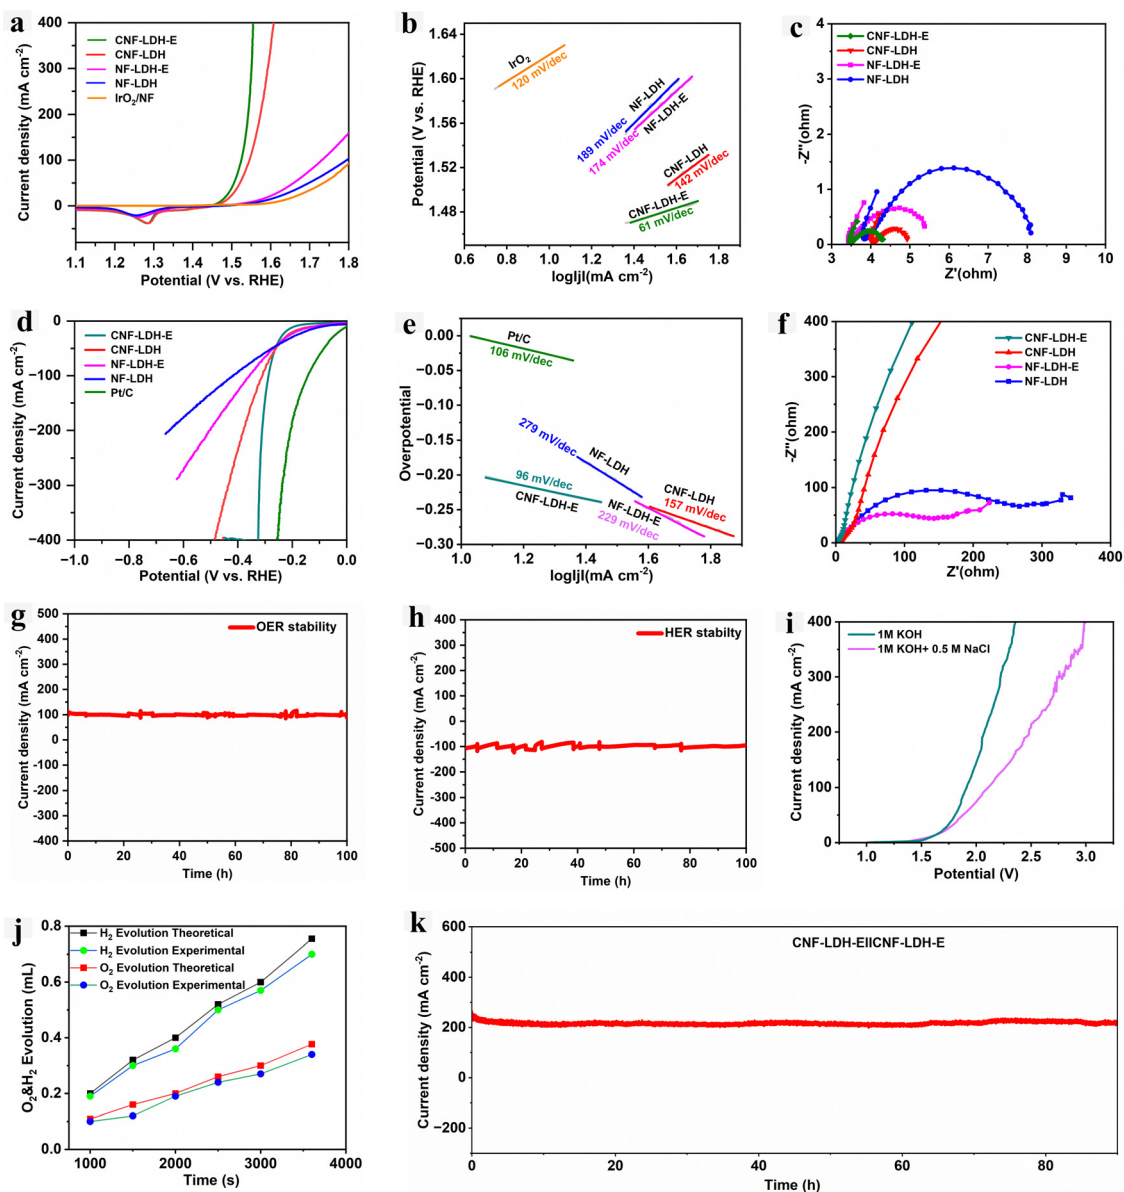 a
400
300
200
100
0
1.1 1.2 1.3 1.4 1.5 1.6 1.7 1.8
Current density (mA cm⁻²)
Potential (V vs. RHE)
CNF-LDH-E
CNF-LDH
NF-LDH-E
NF-LDH
IrO₂/NF
b
1.64
1.60
1.56
1.52
1.48
0.6 0.8 1.0 1.2 1.4 1.6 1.8 2.0
Potential (V vs. RHE)
logIjI(mA cm⁻²)
IrO₂
120 mV/dec
NF-LDH
189 mV/dec
NF-LDH-E
174 mV/dec
CNF-LDH
142 mV/dec
CNF-LDH-E
61 mV/dec
c
-4
4
3
2
1
0
3 4 5 6 7 8 9 10
-Z''(ohm)
Z'(ohm)
CNF-LDH-E
CNF-LDH
NF-LDH-E
NF-LDH
d
0
−100
−200
−300
−400
−1.0 −0.8 −0.6 −0.4 −0.2 0.0
Current density (mA cm⁻²)
Potential (V vs. RHE)
CNF-LDH-E
CNF-LDH
NF-LDH-E
NF-LDH
Pt/C
e
0.00
−0.05
−0.10
−0.15
−0.20
−0.25
−0.30
1.0 1.2 1.4 1.6 1.8
Overpotential
logIjI(mA cm⁻²)
Pt/C
106 mV/dec
279 mV/dec
NF-LDH
96 mV/dec
CNF-LDH-E
NF-LDH-E
229 mV/dec
CNF-LDH
157 mV/dec
f
400
300
200
100
0
0 100 200 300 400
-Z''(ohm)
Z'(ohm)
CNF-LDH-E
CNF-LDH
NF-LDH-E
NF-LDH
g
500
400
300
200
100
0
-100
-200
-300
-400
0 20 40 60 80 100
Current density (mA cm⁻²)
Time (h)
OER stability
h
400
300
200
100
0
-100
-200
-300
-400
-500
0 20 40 60 80 100
Current density (mA cm⁻²)
Time (h)
HER stabilty
i
400
300
200
100
0
1.0 1.5 2.0 2.5 3.0
Current desnity (mA cm⁻²)
Potential (V)
1M KOH
1M KOH+ 0.5 M NaCl
j
0.8
0.6
0.4
0.2
0.0
1000 2000 3000 4000
O₂&H₂ Evolution (mL)
Time (s)
H₂ Evolution Theoretical
H₂ Evolution Experimental
O₂ Evolution Theoretical
O₂ Evolution Experimental
k
600
400
200
0
−200
0 20 40 60 80
Current density (mA cm⁻²)
Time (h)
CNF-LDH-EIICNF-LDH-E